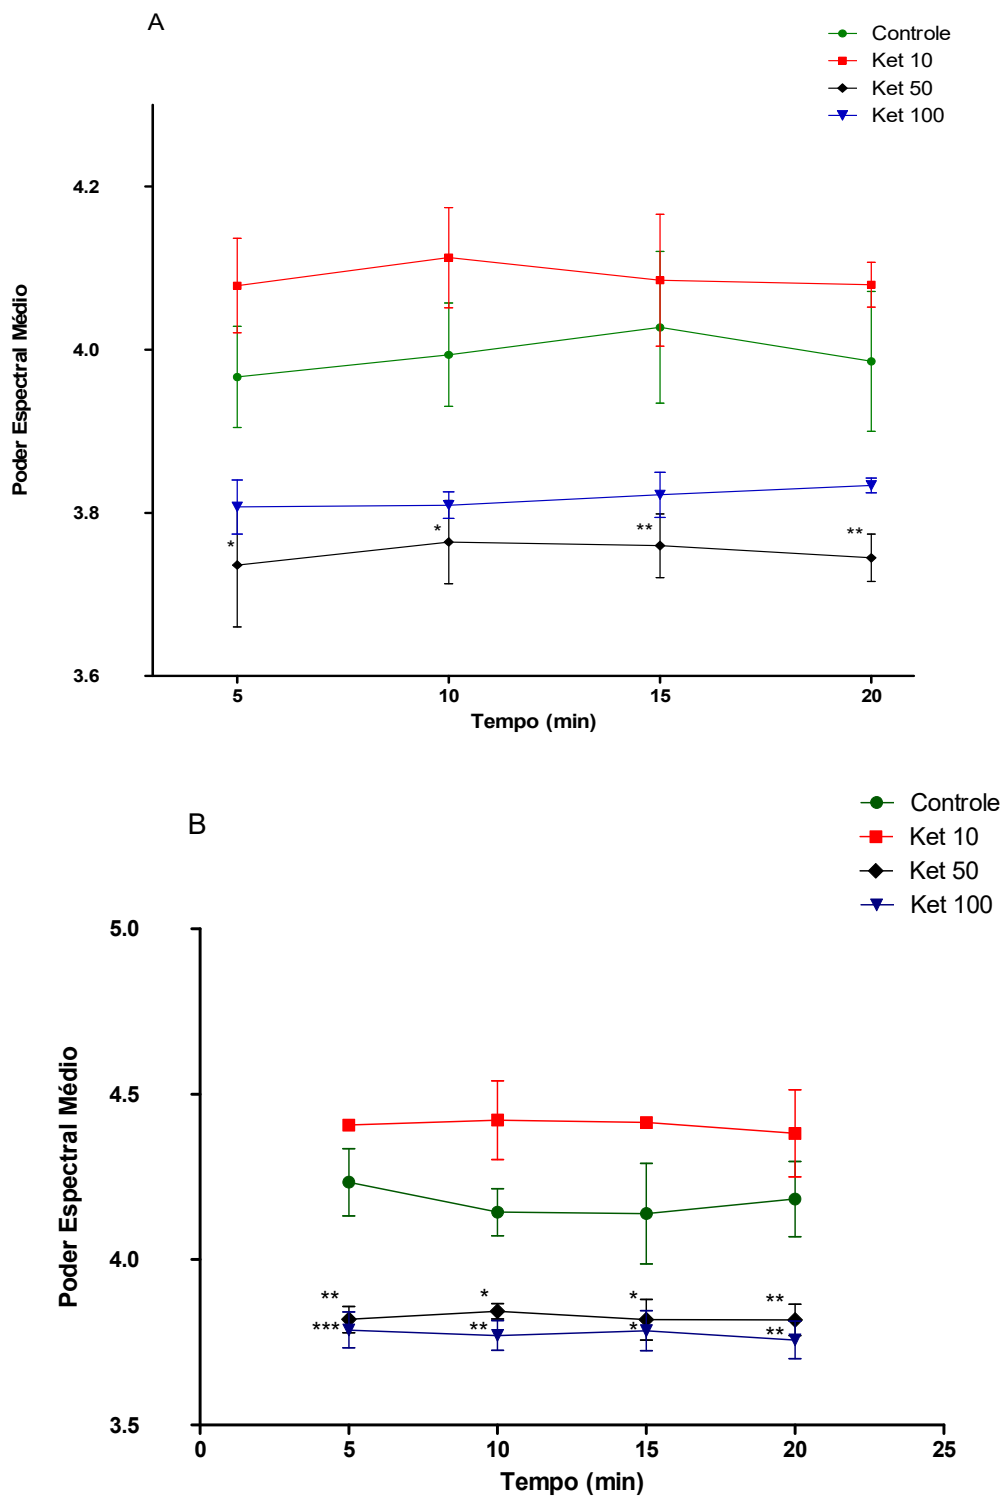 A
Controle
Ket 10
Ket 50
Ket 100
4.2
4.0
3.8
3.6
Poder Espectral Médio
*
*
**
**
5 10 15 20
Tempo (min)
B
Controle
Ket 10
Ket 50
Ket 100
5.0
4.5
4.0
3.5
Poder Espectral Médio
** * * **
*** ** * **
0 5 10 15 20 25
Tempo (min)